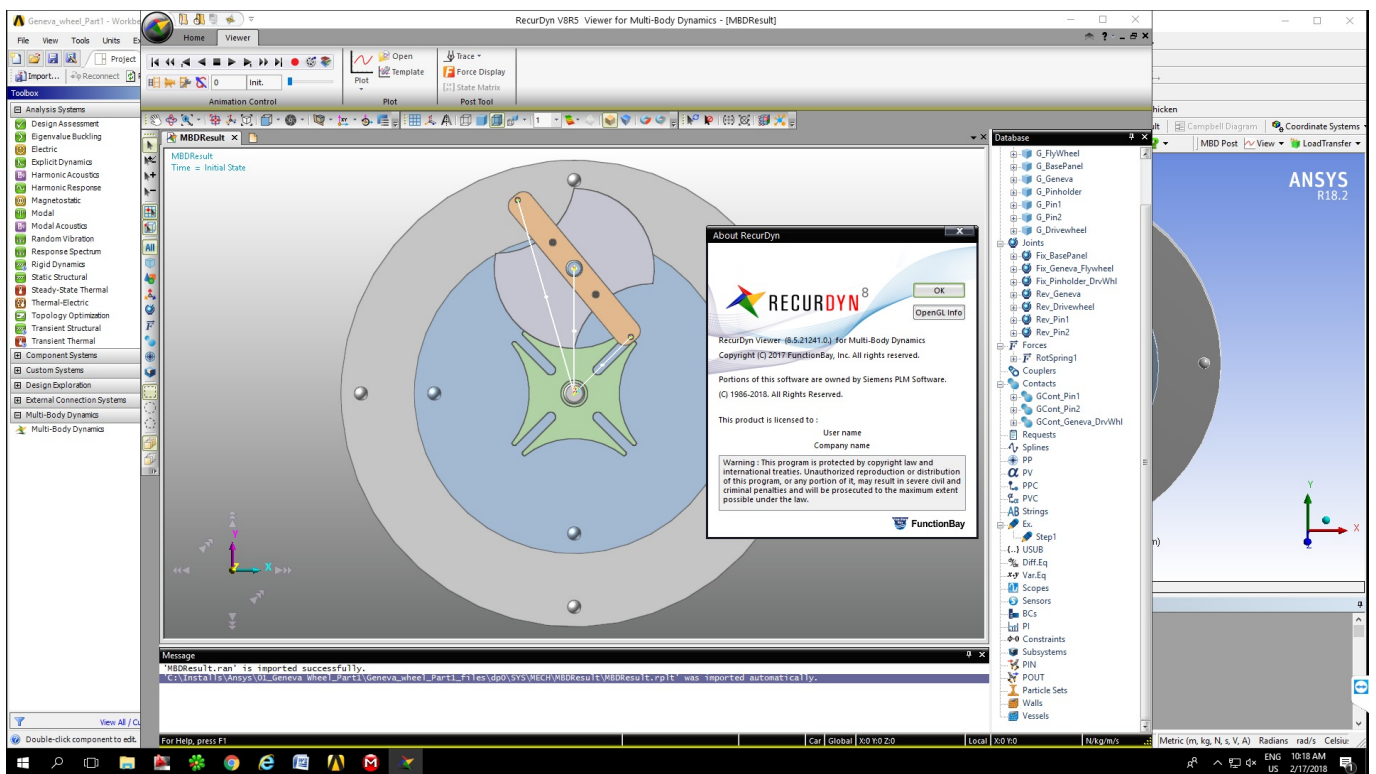 Geneva_wheel_Part1 - Workbe
File View Tools Units
Project
Import... Reconnect
Toolbox
Analysis Systems
Design Assessment
Eigenvalue Buckling
Electric
Explicit Dynamics
Harmonic Acoustics
Harmonic Response
Magnetostatic
Modal
Modal Acoustics
Random Vibration
Response Spectrum
Rigid Dynamics
Static Structural
Steady-State Thermal
Thermal-Electric
Topology Optimization
Transient Structural
Transient Thermal
Component Systems
Custom Systems
Design Exploration
External Connection Systems
Multi-Body Dynamics
Multi-Body Dynamics
View All / Cu
Double-click component to edit.
RecurDyn V8R5 Viewer for Multi-Body Dynamics - [MBDResult]
Home Viewer
0 Init.
Animation Control
Plot
Open
Template
Plot
Trace
Force Display
State Matrix
Post Tool
1
MBDResult
All
MBDResult
Time = Initial State
Y
X
About RecurDyn
RECURDYN 8
OK
OpenGL Info
RecurDyn Viewer (8.5.21241.0.) for Multi-Body Dynamics
Copyright (C) 2017 FunctionBay, Inc. All rights reserved.
Portions of this software are owned by Siemens PLM Software.
(C) 1986-2018. All Rights Reserved.
This product is licensed to :
User name
Company name
Warning : This program is protected by copyright law and
international treaties. Unauthorized reproduction or distribution
of this program, or any portion of it, may result in severe civil and
criminal penalties and will be prosecuted to the maximum extent
possible under the law.
FunctionBay
Message
'MBDResult.ran' is imported successfully.
'C:\Installs\Ansys\01_Geneva Wheel_Part1\Geneva_wheel_Part1_files\dp0\SYS\MECH\MBDResult\MBDResult.rplt' was imported automatically.
For Help, press F1
Car Global X:0 Y:0 Z:0 Local X:0 Y:0 N/kg/m/s
Database
G_FlyWheel
G_BasePanel
G_Geneva
G_Pinholder
G_Pin1
G_Pin2
G_Drivewheel
Joints
Fix_BasePanel
Fix_Geneva_Flywheel
Fix_Pinholder_DrvWhl
Rev_Geneva
Rev_Drivewheel
Rev_Pin1
Rev_Pin2
F Forces
F RotSpring1
Couplers
Contacts
GCont_Pin1
GCont_Pin2
GCont_Geneva_DrvWhl
Requests
Splines
PP
α PV
PPC
PVC
AB Strings
Ex.
Step1
{..} USUB
Diff.Eq
x+y Var.Eq
Scopes
Sensors
BCs
PI
Constraints
Subsystems
PIN
POUT
Particle Sets
Walls
Vessels
hicken
Campbell Diagram Coordinate Systems
MBD Post View LoadTransfer
ANSYS
R18.2
Y
X
Metric (m, kg, N, s, V, A) Radians rad/s Celsiu
ENG
US
10:18 AM
2/17/2018